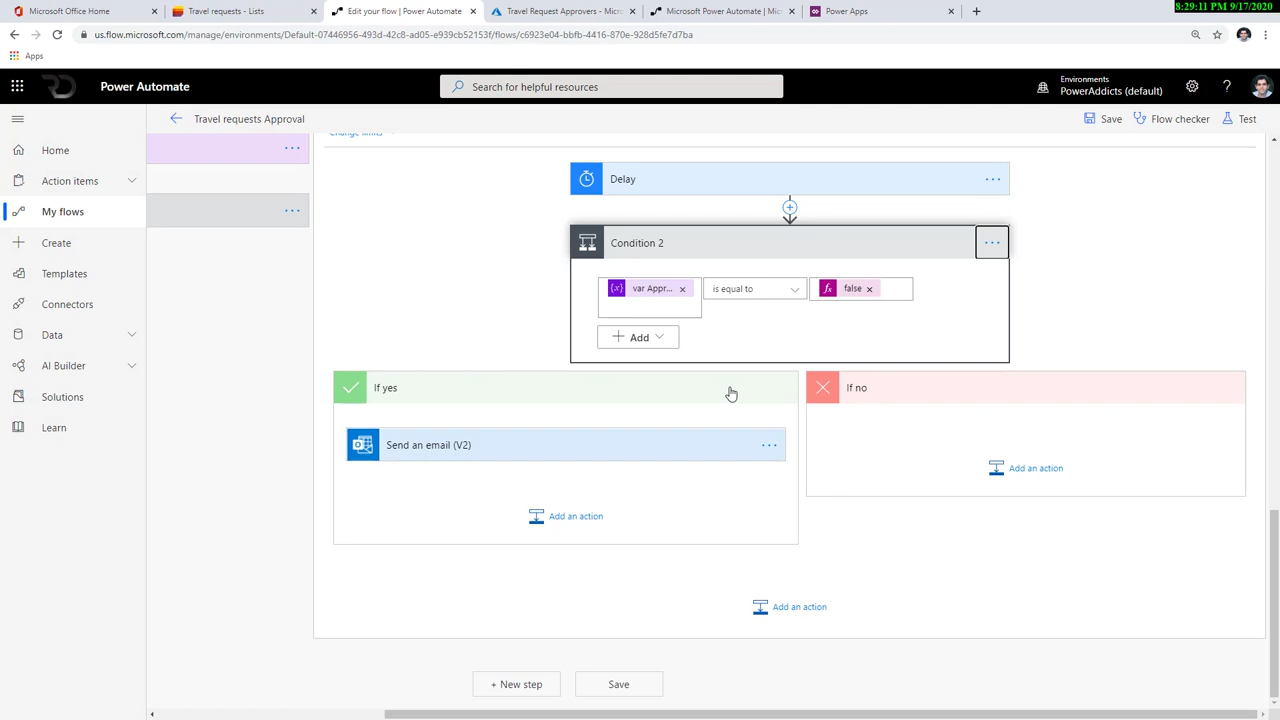 8:29:11 PM 9/17/2020
Microsoft Office Home
Travel requests - Lists
Edit your flow | Power Automate
Travel Request Approvers - Micros
Microsoft Power Automate | Micr
Power Apps
us.flow.microsoft.com/manage/environments/Default-07446956-493d-42c8-ad05-e939cb52153f/flows/c6923e04-bbfb-4416-870e-928d5fe7d7ba
Apps
Power Automate
Search for helpful resources
Environments
PowerAddicts (default)
Travel requests Approval
Save
Flow checker
Test
Home
Action items
My flows
Create
Templates
Connectors
Data
AI Builder
Solutions
Learn
Change limits
Delay
Condition 2
var Appr...
is equal to
false
Add
If yes
If no
Send an email (V2)
Add an action
Add an action
Add an action
+ New step
Save